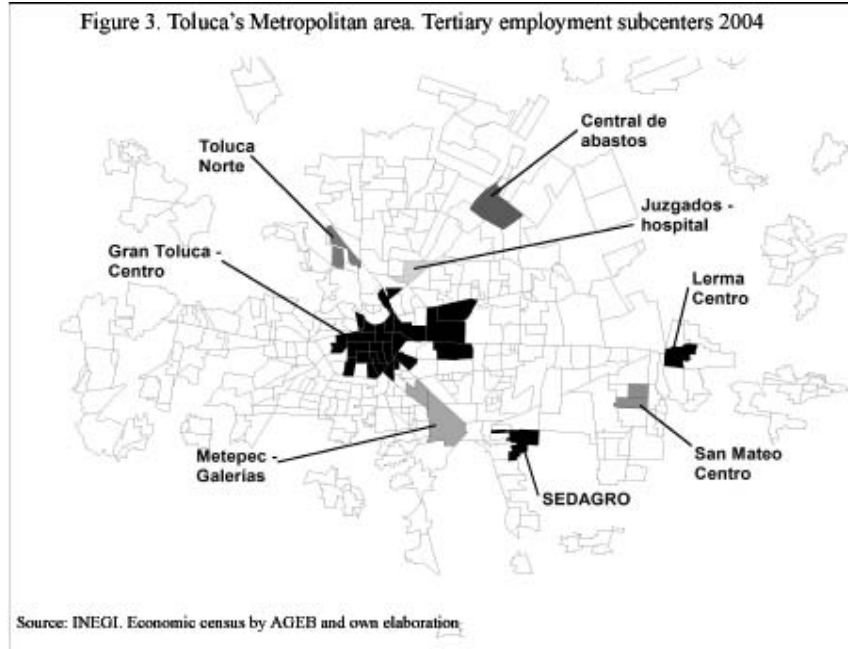 Figure 3. Toluca's Metropolitan area. Tertiary employment subcenters 2004
Central de
abastos
Toluca
Norte
Juzgados -
hospital
Gran Toluca -
Centro
Lerma
Centro
Metepec -
Galerías
San Mateo
Centro
SEDAGRO
Source: INEGI. Economic census by AGEB and own elaboration